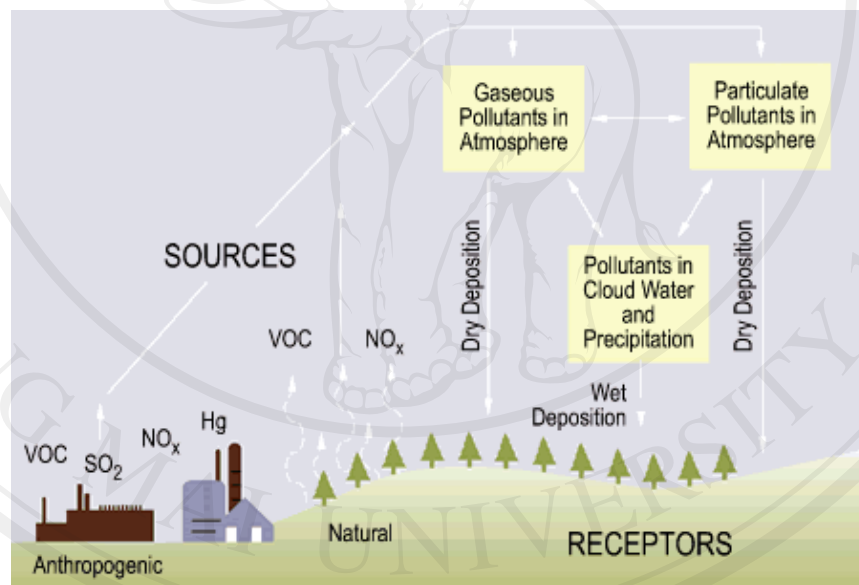 Gaseous
Pollutants in
Atmosphere
Particulate
Pollutants in
Atmosphere
SOURCES
Dry Deposition
Pollutants in
Cloud Water
and
Precipitation
Dry Deposition
VOC
NOx
Wet
Deposition
VOC
SO2
NOx
Hg
Anthropogenic
Natural
RECEPTORS
UNIVERSITY